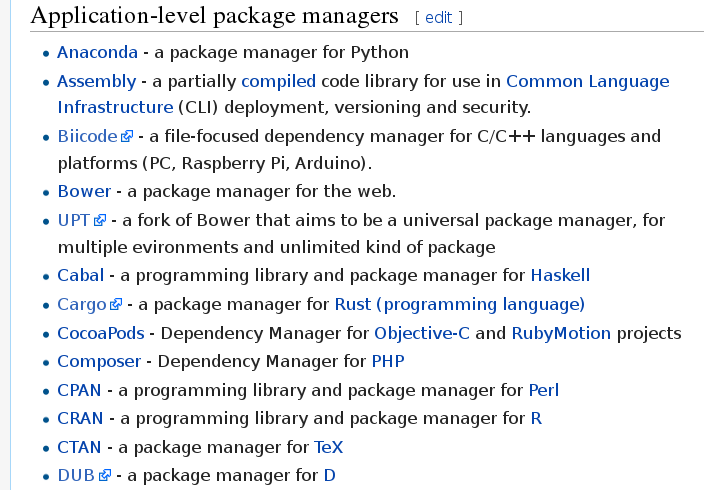 Application-level package managers [ edit ]
Anaconda - a package manager for Python
Assembly - a partially compiled code library for use in Common Language
Infrastructure (CLI) deployment, versioning and security.
Biicode - a file-focused dependency manager for C/C++ languages and
platforms (PC, Raspberry Pi, Arduino).
Bower - a package manager for the web.
UPT - a fork of Bower that aims to be a universal package manager, for
multiple evironments and unlimited kind of package
Cabal - a programming library and package manager for Haskell
Cargo - a package manager for Rust (programming language)
CocoaPods - Dependency Manager for Objective-C and RubyMotion projects
Composer - Dependency Manager for PHP
CPAN - a programming library and package manager for Perl
CRAN - a programming library and package manager for R
CTAN - a package manager for TeX
DUB - a package manager for D